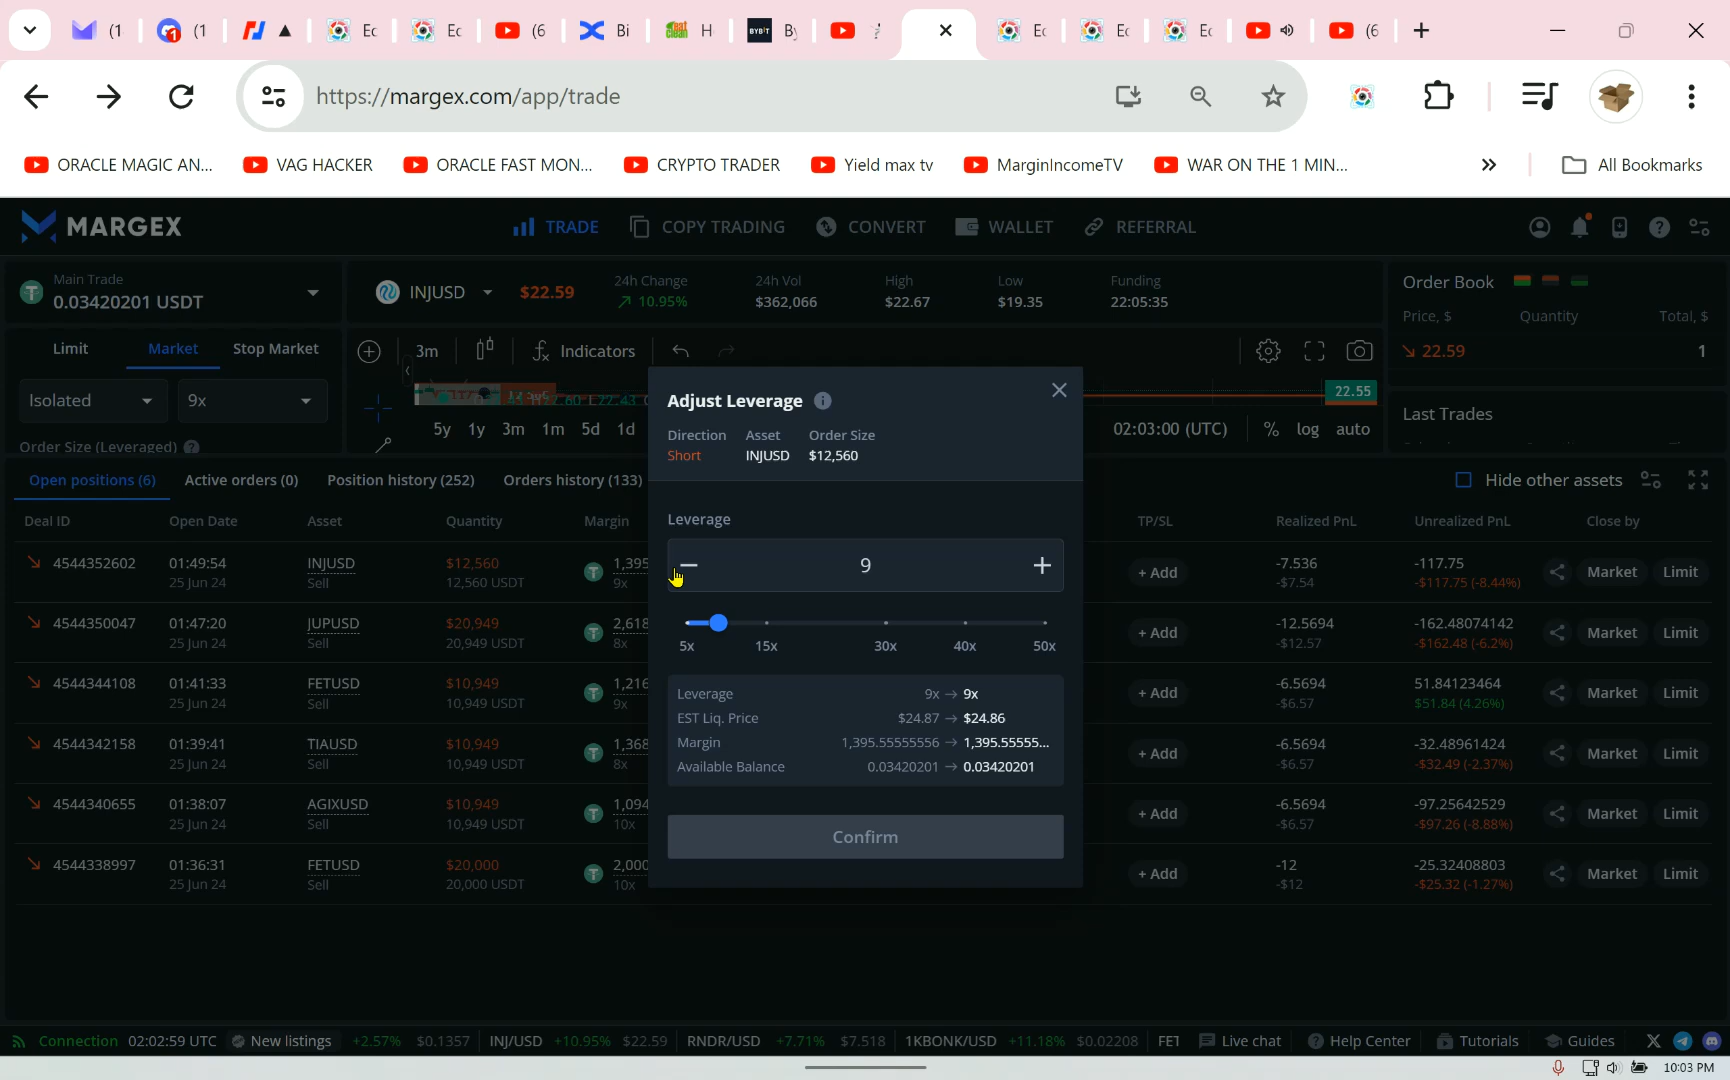 (1
(1
Ec
Ec
(6
Bi
H
BYBIT By
Ec
Ec
Ec
(6
https://margex.com/app/trade
ORACLE MAGIC AN... VAG HACKER ORACLE FAST MON... CRYPTO TRADER Yield max tv MarginIncomeTV WAR ON THE 1 MIN... » All Bookmarks
MARGEX TRADE COPY TRADING CONVERT WALLET REFERRAL
Main Trade
0.03420201 USDT
INJUSD $22.59
24h Change 24h Vol High Low Funding
10.95% $362,066 $22.67 $19.35 22:05:35
Order Book
Price, $ Quantity Total, $
22.59 1
Limit Market Stop Market
3m Indicators
Isolated 9x
22.55
5y 1y 3m 1m 5d 1d
02:03:00 (UTC) % log auto
Last Trades
Order Size (Leveraged)
Adjust Leverage
Direction Asset Order Size
Short INJUSD $12,560
Leverage
9
5x 15x 30x 40x 50x
Leverage 9x → 9x
EST Liq. Price $24.87 → $24.86
Margin 1,395.55555556 → 1,395.55555...
Available Balance 0.03420201 → 0.03420201
Confirm
Open positions (6) Active orders (0) Position history (252) Orders history (133) Hide other assets
Deal ID Open Date Asset Quantity Margin TP/SL Realized PnL Unrealized PnL Close by
4544352602 01:49:54 INJUSD $12,560 1,395 + Add -7.536 -117.75 Market Limit
25 Jun 24 Sell 12,560 USDT 9x -$7.54 -$117.75 (-8.44%)
4544350047 01:47:20 JUPUSD $20,949 2,618 + Add -12.5694 -162.48074142 Market Limit
25 Jun 24 Sell 20,949 USDT 8x -$12.57 -$162.48 (-6.2%)
4544344108 01:41:33 FETUSD $10,949 1,216 + Add -6.5694 51.84123464 Market Limit
25 Jun 24 Sell 10,949 USDT 9x -$6.57 $51.84 (4.26%)
4544342158 01:39:41 TIAUSD $10,949 1,368 + Add -6.5694 -32.48961424 Market Limit
25 Jun 24 Sell 10,949 USDT 8x -$6.57 -$32.49 (-2.37%)
4544340655 01:38:07 AGIXUSD $10,949 1,094 + Add -6.5694 -97.25642529 Market Limit
25 Jun 24 Sell 10,949 USDT 10x -$6.57 -$97.26 (-8.88%)
4544338997 01:36:31 FETUSD $20,000 2,000 + Add -12 -25.32408803 Market Limit
25 Jun 24 Sell 20,000 USDT 10x -$12 -$25.32 (-1.27%)
Connection 02:02:59 UTC New listings +2.57% $0.1357 INJ/USD +10.95% $22.59 RNDR/USD +7.71% $7.518 1KBONK/USD +11.18% $0.02208 FET Live chat Help Center Tutorials Guides
10:03 PM